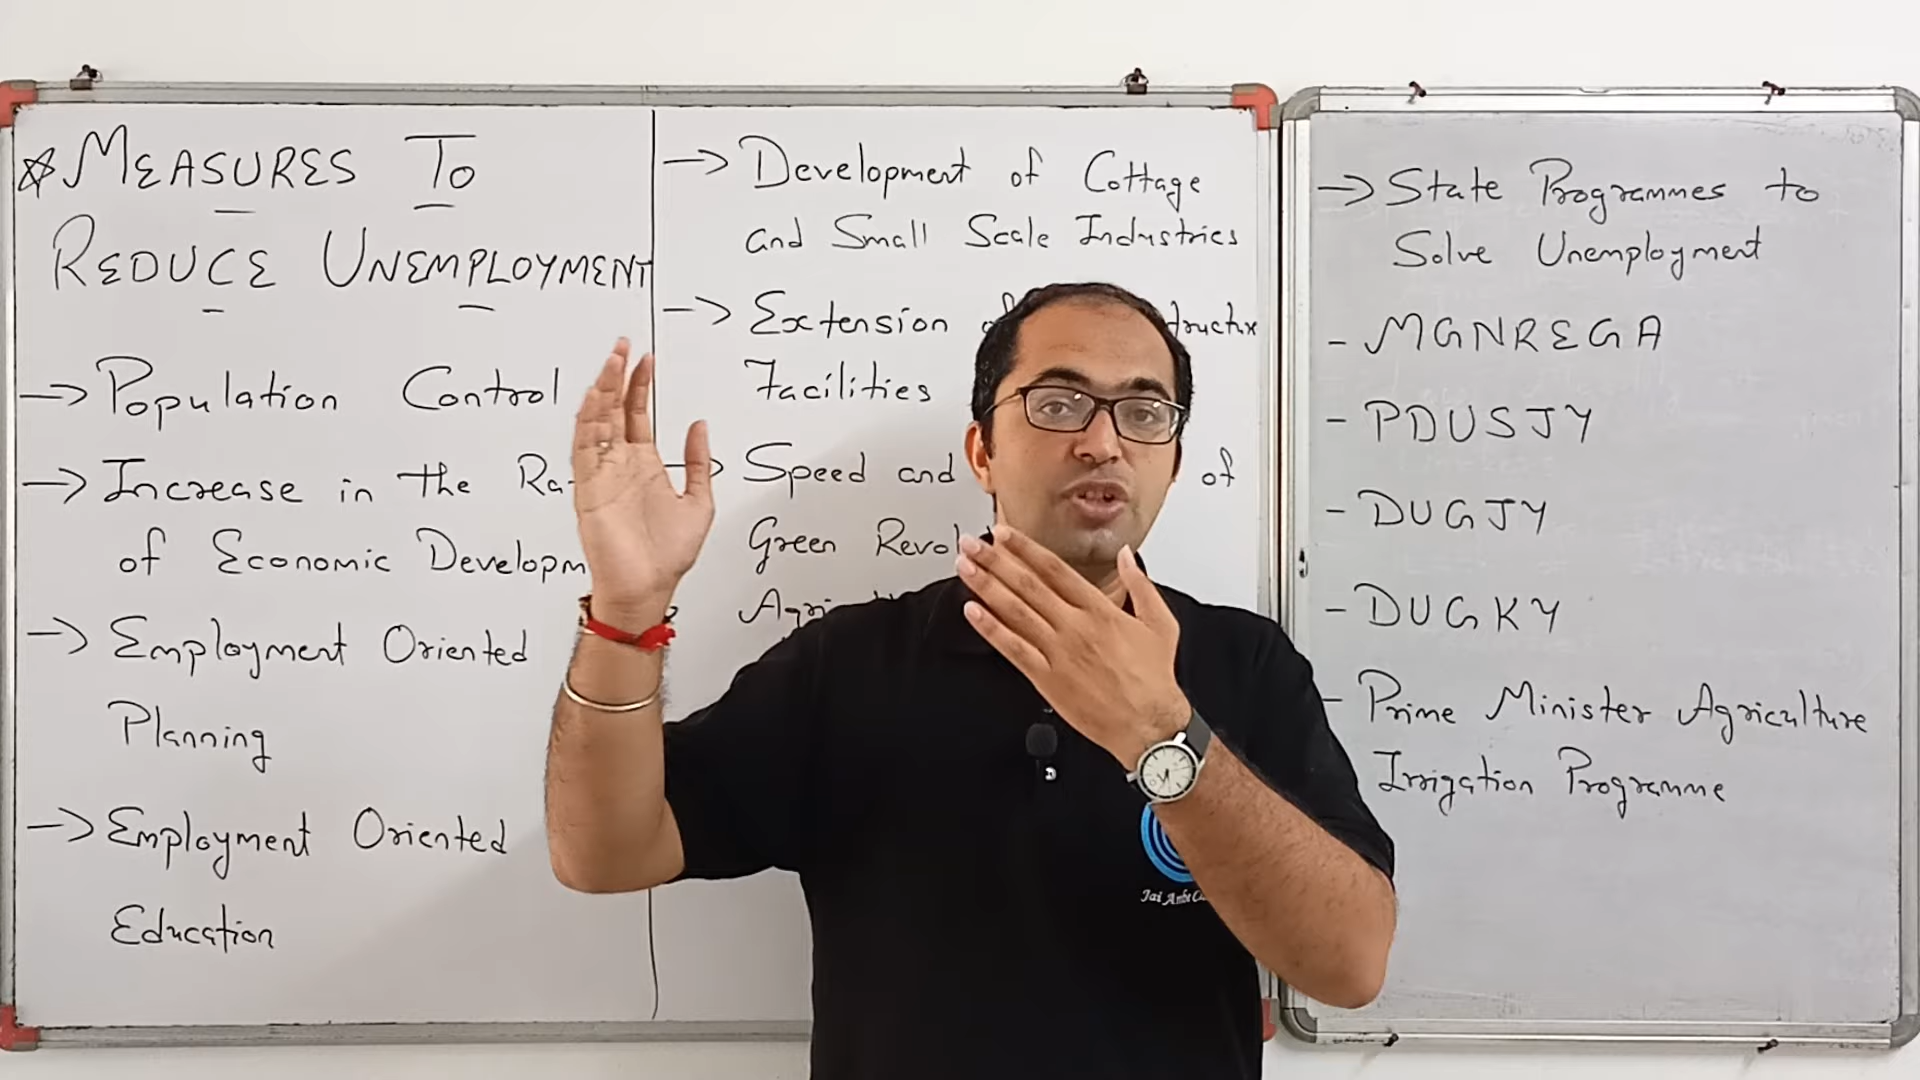 MEASURES TO
REDUCE UNEMPLOYMENT
→ Population Control
→ Increase in the
of Economic
→ Employment Oriented
Planning
→ Employment Oriented
Education
→ Development of Cottage
and Small Scale Industries
→ Extension
Facilities
→ Speed and of
Green
→ State Programmes to
Solve Unemployment
- MGNREGA
- PDUSJY
- DUGJY
- DUGKY
- Prime Minister Agriculture
Irrigation Programme
Jai